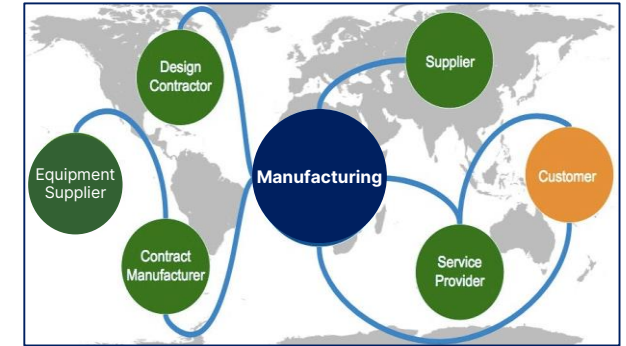 Design
Contractor
Supplier
Equipment
Supplier
Manufacturing
Customer
Contract
Manufacturer
Service
Provider